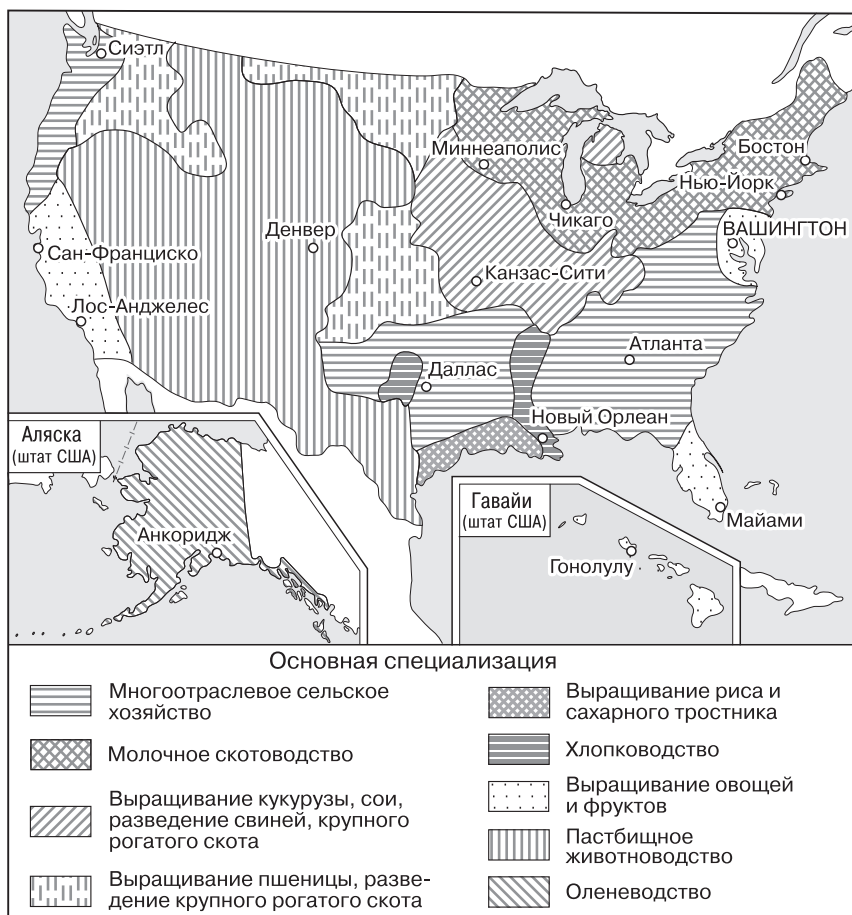 Сиэтл
Миннеаполис
Бостон
Нью-Йорк
Чикаго
ВАШИНГТОН
Денвер
Сан-Франциско
Канзас-Сити
Лос-Анджелес
Атланта
Даллас
Новый Орлеан
Аляска
(штат США)
Анкоридж
Гавайи
(штат США)
Майами
Гонолулу
Основная специализация
Многоотраслевое сельское
хозяйство
Молочное скотоводство
Выращивание кукурузы, сои,
разведение свиней, крупного
рогатого скота
Выращивание пшеницы, разве-
дение крупного рогатого скота
Выращивание риса и
сахарного тростника
Хлопководство
Выращивание овощей
и фруктов
Пастбищное
животноводство
Оленеводство